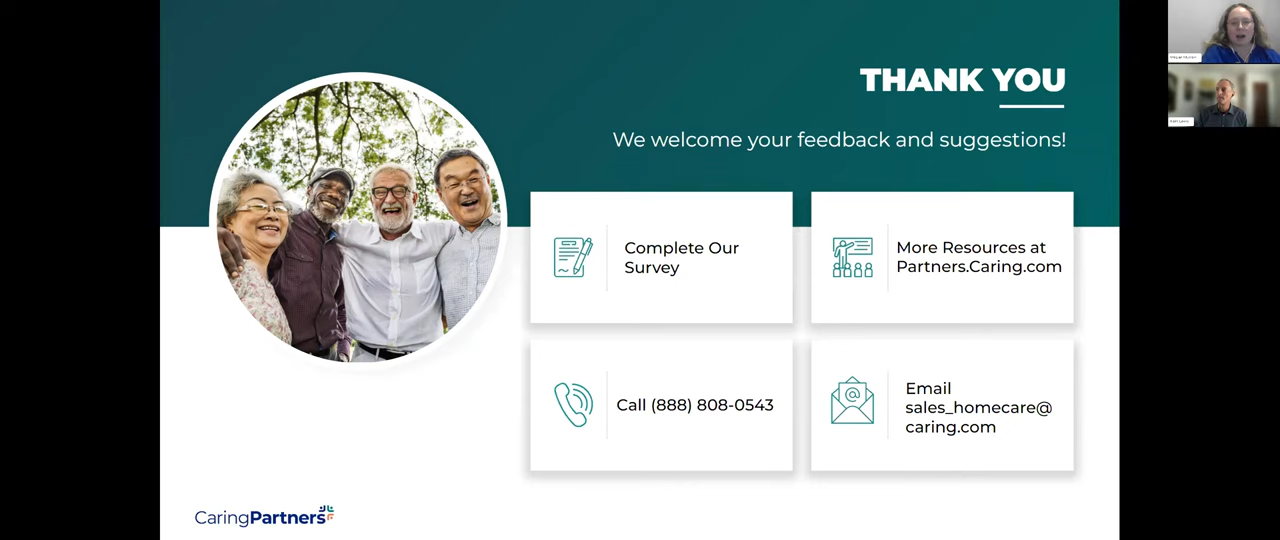 THANK YOU
We welcome your feedback and suggestions!
Complete Our
Survey
More Resources at
Partners.Caring.com
Call (888) 808-0543
Email
sales_homecare@
caring.com
CaringPartners